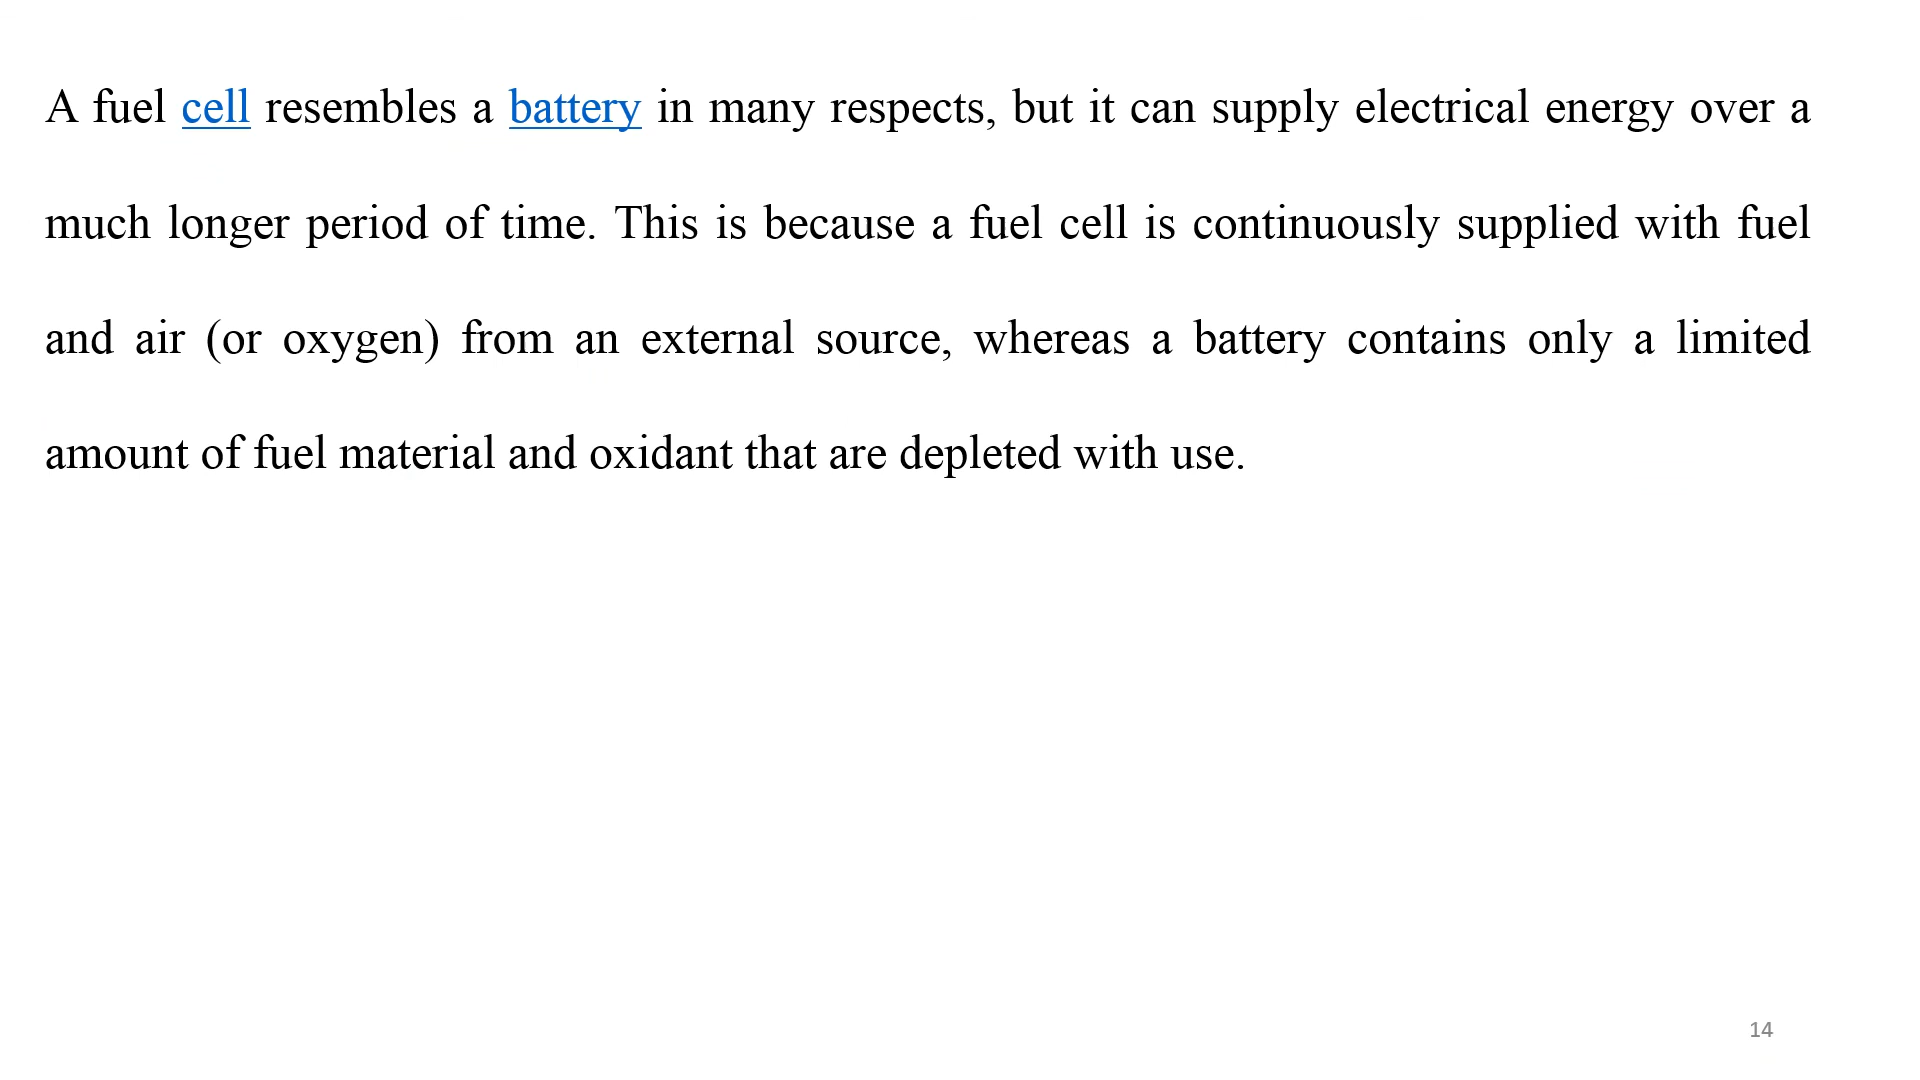 A fuel cell resembles a battery in many respects, but it can supply electrical energy over a
much longer period of time. This is because a fuel cell is continuously supplied with fuel
and air (or oxygen) from an external source, whereas a battery contains only a limited
amount of fuel material and oxidant that are depleted with use.
14